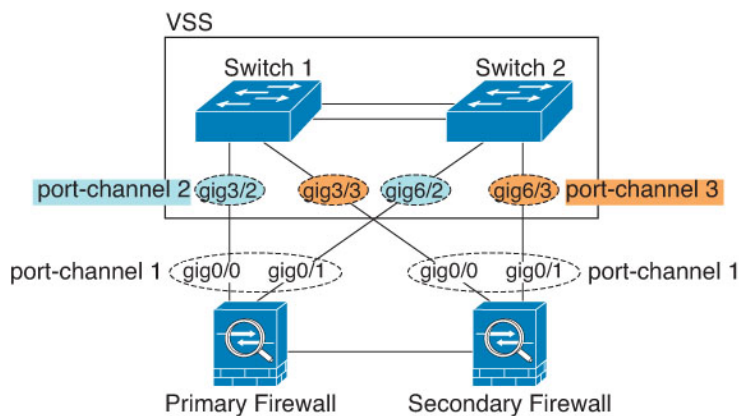 VSS
Switch 1
Switch 2
port-channel 2
gig3/2
gig3/3
gig6/2
gig6/3
port-channel 3
port-channel 1
gig0/0
gig0/1
gig0/0
gig0/1
port-channel 1
Primary Firewall
Secondary Firewall